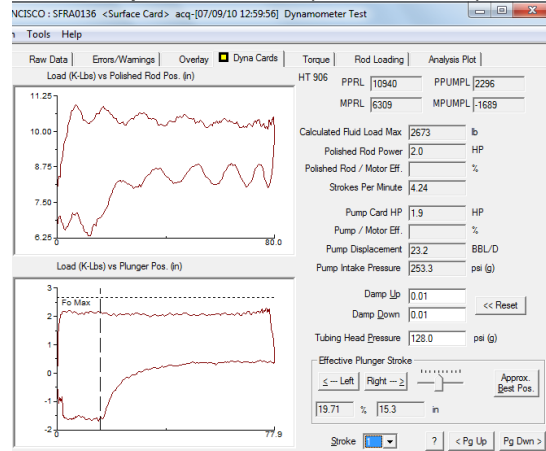 NCISCO : SFRA0136 <Surface Card> acq-[07/09/10 12:59:56] Dynamometer Test
Tools Help
Raw Data Errors/Warnings Overlay Dyna Cards Torque Rod Loading Analysis Plot
Load (K-Lbs) vs Polished Rod Pos. (in)
11.25
10.00
8.75
7.50
6.25
0 80.0
Load (K-Lbs) vs Plunger Pos. (in)
3
Fo Max
2
1
0
-1
-2
0 77.9
HT 906 PPRL 10940 PPUMPL 2296
MPRL 6309 MPUMPL -1689
Calculated Fluid Load Max 2673 lb
Polished Rod Power 2.0 HP
Polished Rod / Motor Eff. %
Strokes Per Minute 4.24
Pump Card HP 1.9 HP
Pump / Motor Eff. %
Pump Displacement 23.2 BBL/D
Pump Intake Pressure 253.3 psi (g)
Damp Up 0.01
<< Reset
Damp Down 0.01
Tubing Head Pressure 128.0 psi (g)
Effective Plunger Stroke
< --- Left Right --- >
Approx.
Best Pos.
19.71 % 15.3 in
Stroke 1 ? < Pg Up Pg Dwn >